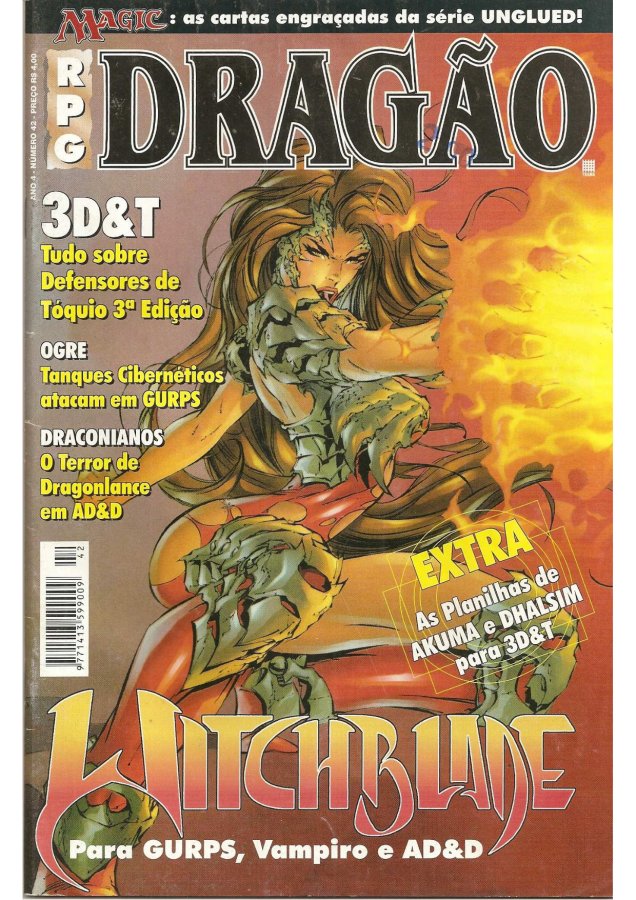 MAGIC: as cartas engraçadas da série UNGLUED!
RPG
DRAGÃO
ANO 4 - NÚMERO 42 - PREÇO R$ 4,00
3D&T
Tudo sobre
Defensores de
Tóquio 3ª Edição
OGRE
Tanques Cibernéticos
atacam em GURPS
DRACONIANOS
O Terror de
Dragonlance
em AD&D
42
9771413599009
EXTRA
As Planilhas de
AKUMA e DHALSIM
para 3D&T
WITCHBLADE
Para GURPS, Vampiro e AD&D